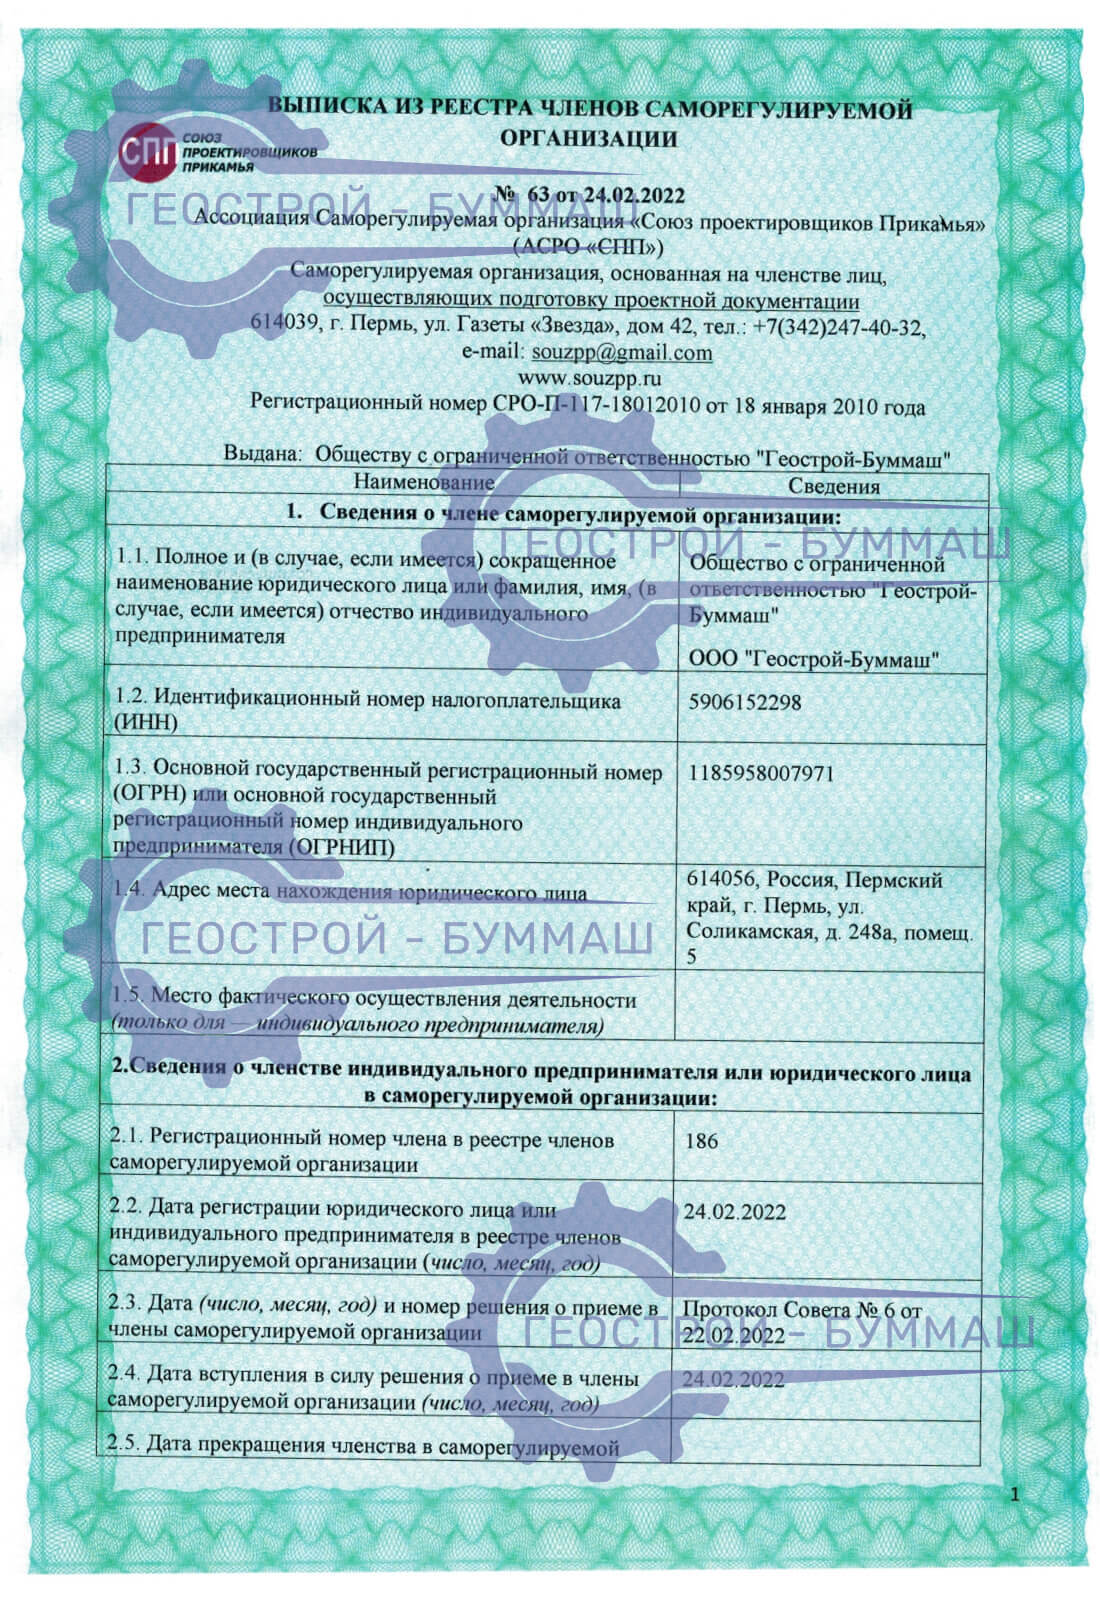 ВЫПИСКА ИЗ РЕЕСТРА ЧЛЕНОВ САМОРЕГУЛИРУЕМОЙ
ОРГАНИЗАЦИИ
СПП
СОЮЗ
ПРОЕКТИРОВЩИКОВ
ПРИКАМЬЯ
№ 63 от 24.02.2022
ГЕОСТРОЙ - БУММАШ
Ассоциация Саморегулируемая организация «Союз проектировщиков Прикамья»
(АСРО «СПП»)
Саморегулируемая организация, основанная на членстве лиц,
осуществляющих подготовку проектной документации
614039, г. Пермь, ул. Газеты «Звезда», дом 42, тел.: +7(342)247-40-32,
e-mail: souzpp@gmail.com
www.souzpp.ru
Регистрационный номер СРО-П-117-18012010 от 18 января 2010 года
Выдана: Обществу с ограниченной ответственностью "Геострой-Буммаш"
Наименование
Сведения
1. Сведения о члене саморегулируемой организации:
ГЕОСТРОЙ - БУММАШ
1.1. Полное и (в случае, если имеется) сокращенное
наименование юридического лица или фамилия, имя, (в
случае, если имеется) отчество индивидуального
предпринимателя
Общество с ограниченной
ответственностью "Геострой-
Буммаш"
ООО "Геострой-Буммаш"
1.2. Идентификационный номер налогоплательщика
(ИНН)
5906152298
1.3. Основной государственный регистрационный номер
(ОГРН) или основной государственный
регистрационный номер индивидуального
предпринимателя (ОГРНИП)
1185958007971
1.4. Адрес места нахождения юридического лица
614056, Россия, Пермский
край, г. Пермь, ул.
Соликамская, д. 248а, помещ.
5
ГЕОСТРОЙ - БУММАШ
1.5. Место фактического осуществления деятельности
(только для — индивидуального предпринимателя)
2.Сведения о членстве индивидуального предпринимателя или юридического лица
в саморегулируемой организации:
2.1. Регистрационный номер члена в реестре членов
саморегулируемой организации
186
2.2. Дата регистрации юридического лица или
индивидуального предпринимателя в реестре членов
саморегулируемой организации (число, месяц, год)
24.02.2022
2.3. Дата (число, месяц, год) и номер решения о приеме в
члены саморегулируемой организации
Протокол Совета № 6 от
22.02.2022
ГЕОСТРОЙ - БУММАШ
2.4. Дата вступления в силу решения о приеме в члены
саморегулируемой организации (число, месяц, год)
24.02.2022
2.5. Дата прекращения членства в саморегулируемой
1